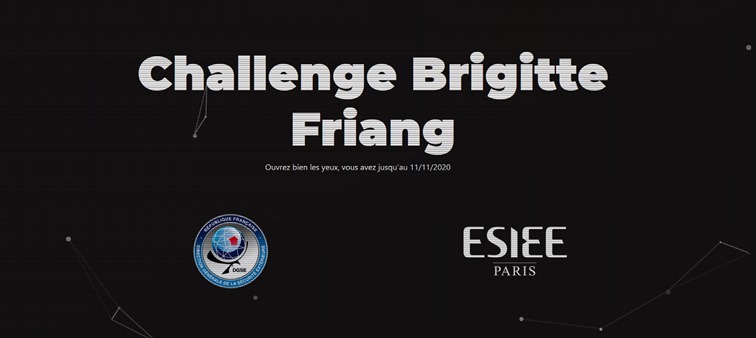 Challenge Brigitte
Friang
Ouvrez bien les yeux, vous avez jusqu'au 11/11/2020
RÉPUBLIQUE FRANÇAISE
DGSE
DIRECTION GÉNÉRALE DE LA SÉCURITÉ EXTÉRIEURE
ESIEE
PARIS